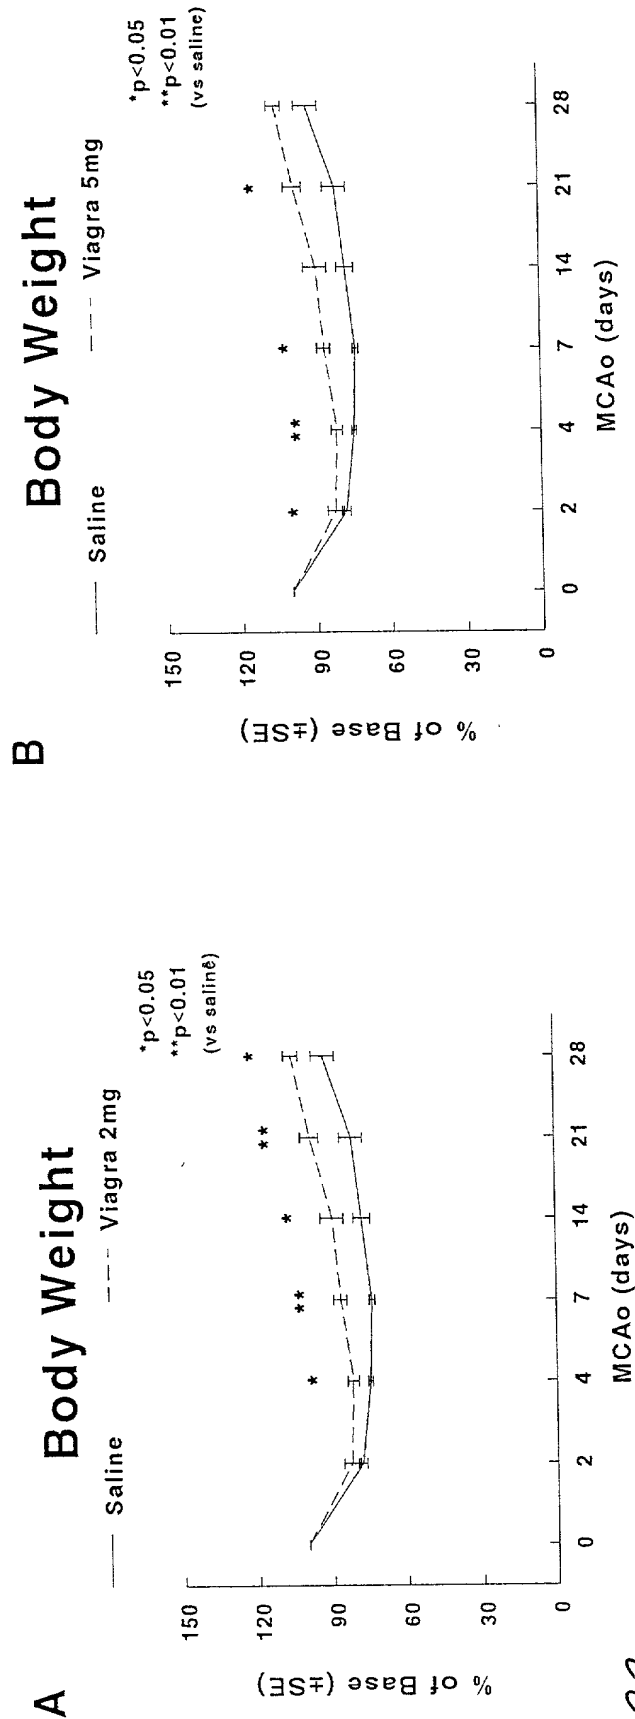 A
Body Weight
Saline
Viagra 2mg
*p<0.05
**p<0.01
(vs saline)
*
**
*
**
*
150
120
90
60
30
0
% of Base (±SE)
0 2 4 7 14 21 28
MCAo (days)
B
Body Weight
Saline
Viagra 5mg
*p<0.05
**p<0.01
(vs saline)
*
**
*
*
150
120
90
60
30
0
% of Base (±SE)
0 2 4 7 14 21 28
MCAo (days)